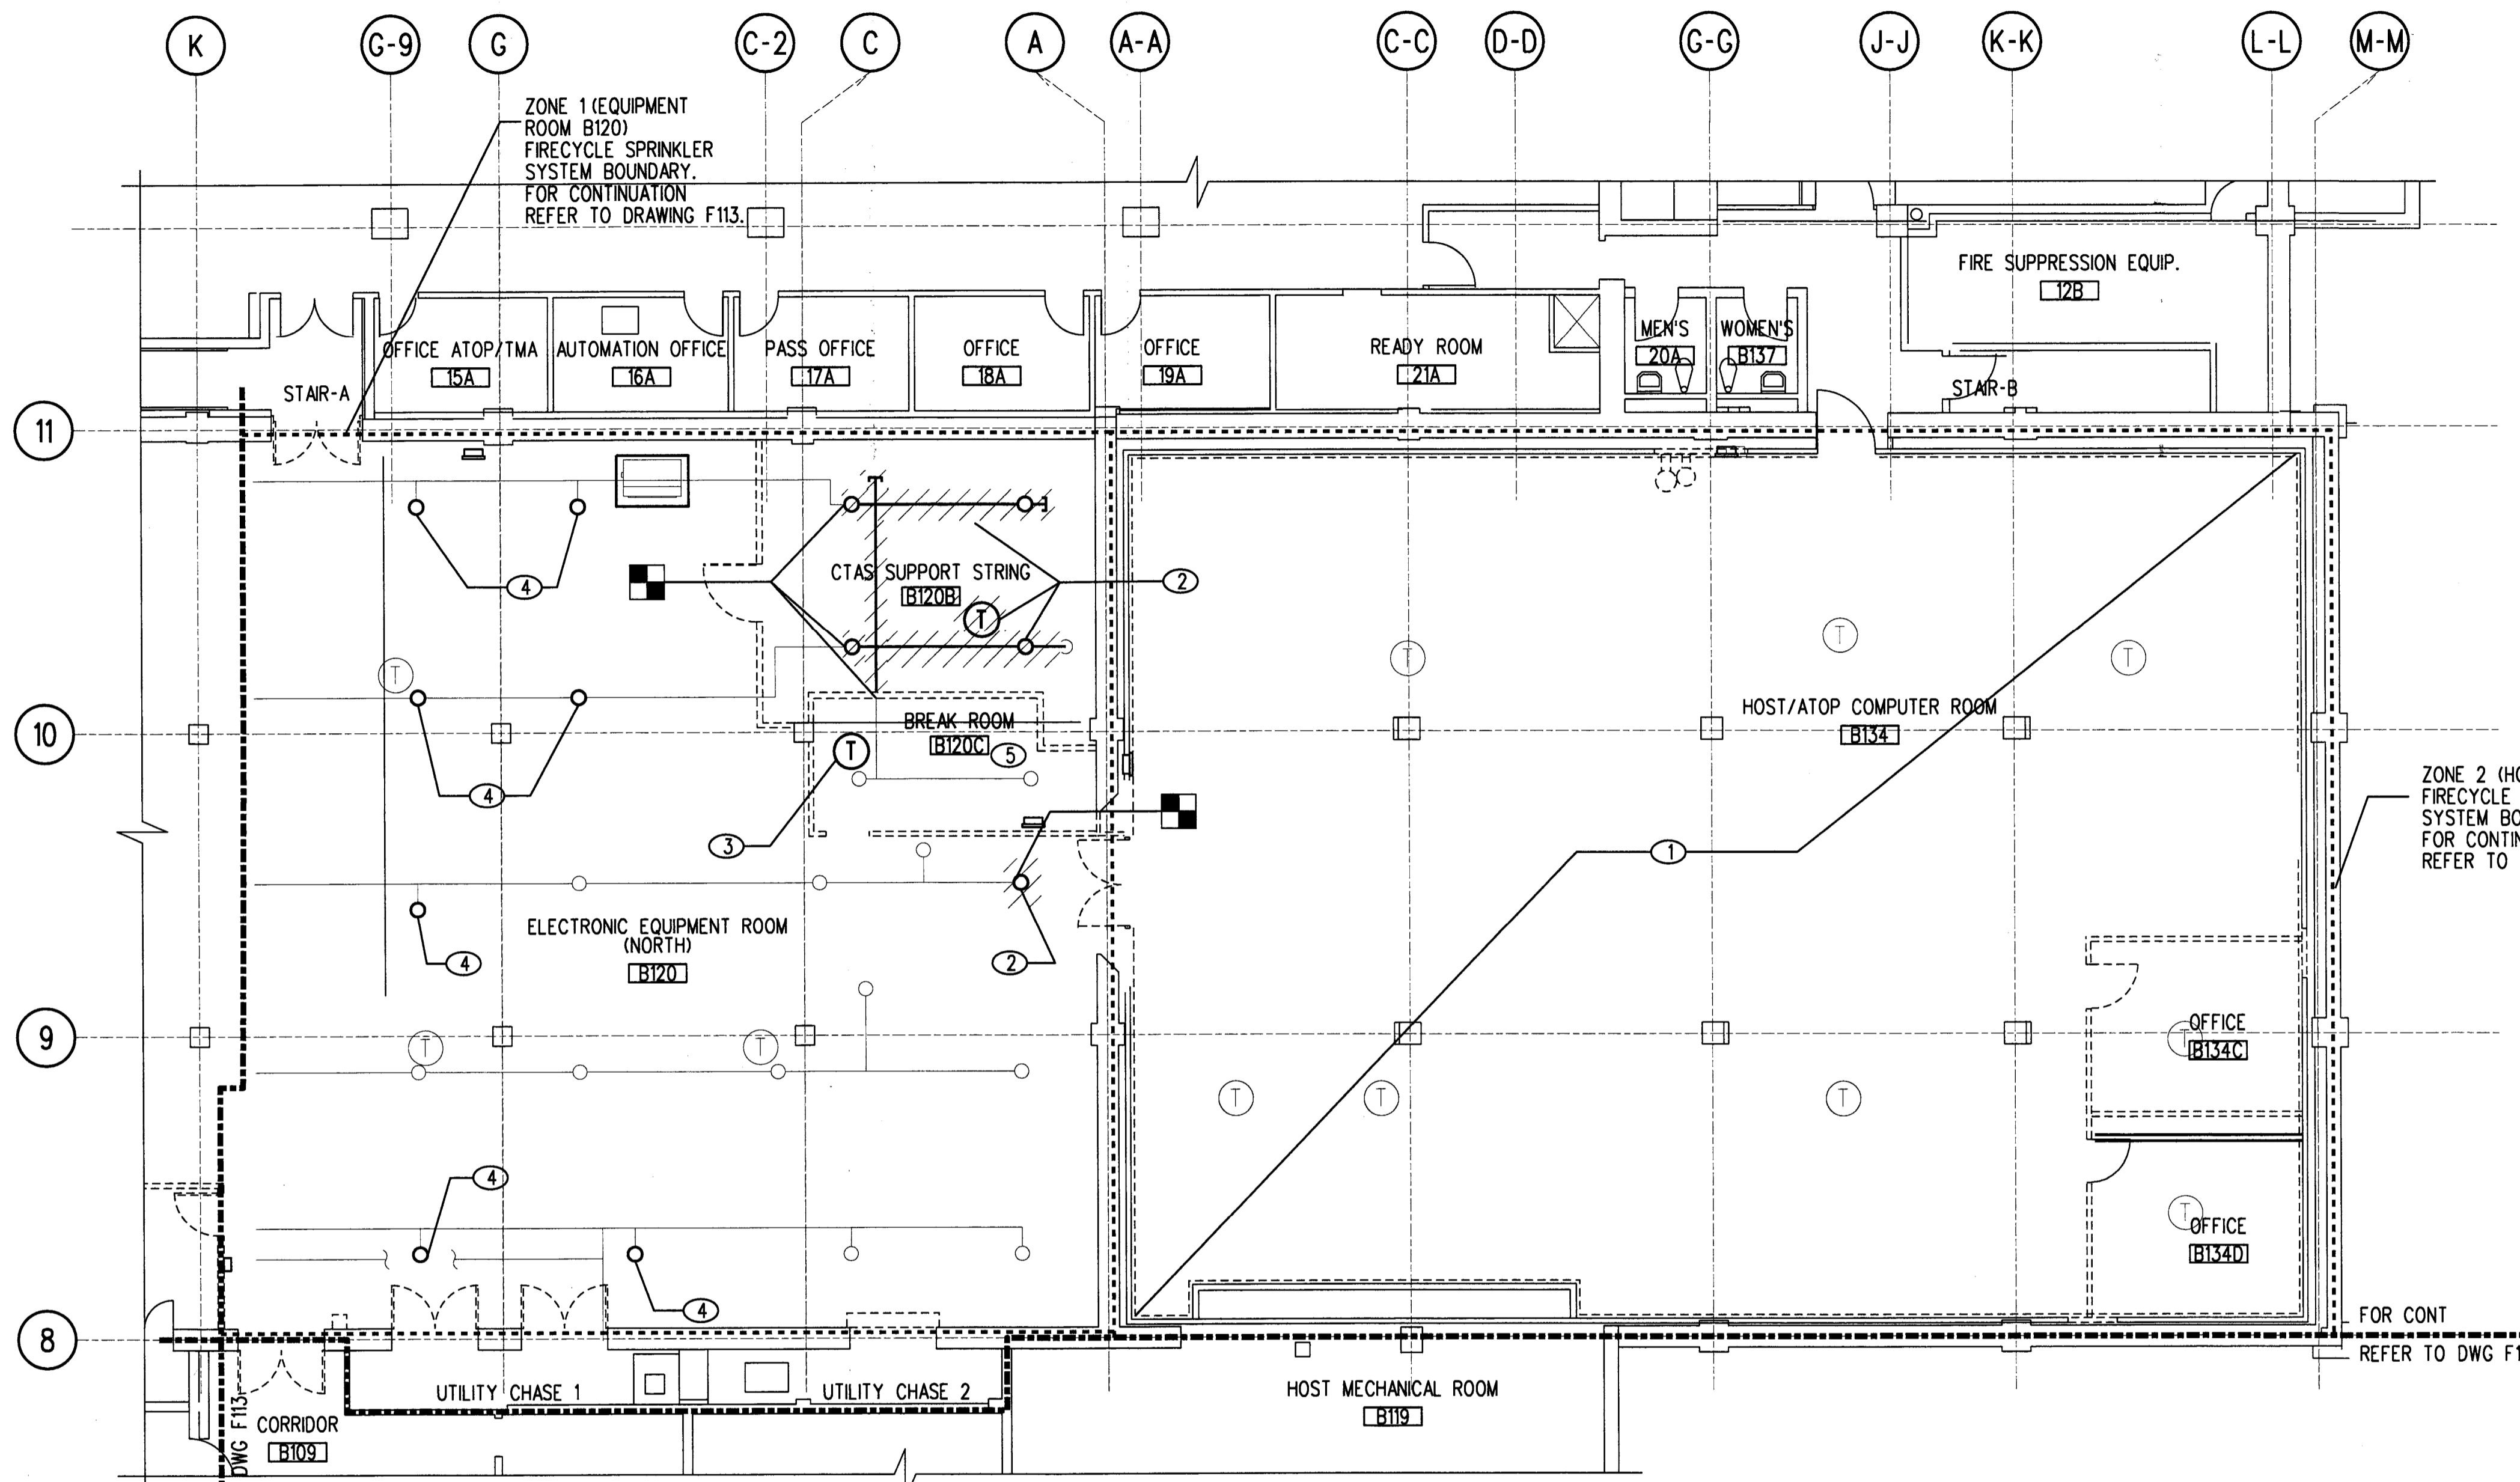 K
G-9
G
C-2
C
A
A-A
C-C
D-D
G-G
J-J
K-K
L-L
M-M
ZONE 1 (EQUIPMENT
ROOM B120)
FIRECYCLE SPRINKLER
SYSTEM BOUNDARY.
FOR CONTINUATION
REFER TO DRAWING F113.
FIRE SUPPRESSION EQUIP.
12B
OFFICE ATOP/TMA
15A
AUTOMATION OFFICE
16A
PASS OFFICE
17A
OFFICE
18A
OFFICE
19A
READY ROOM
21A
MEN'S
20A
WOMEN'S
B137
STAIR-A
STAIR-B
11
4
CTAS SUPPORT STRING
B120B
T
2
T
T
T
T
T
10
4
BREAK ROOM
B120C
5
T
HOST/ATOP COMPUTER ROOM
B134
3
1
ZONE 2 (HO
FIRECYCLE
SYSTEM BO
FOR CONTIN
REFER TO
ELECTRONIC EQUIPMENT ROOM
(NORTH)
B120
4
2
9
T
T
T
OFFICE
B134C
T
T
T
4
T
OFFICE
B134D
4
8
FOR CONT
REFER TO DWG F1
UTILITY CHASE 1
UTILITY CHASE 2
HOST MECHANICAL ROOM
B119
DWG F113
CORRIDOR
B109